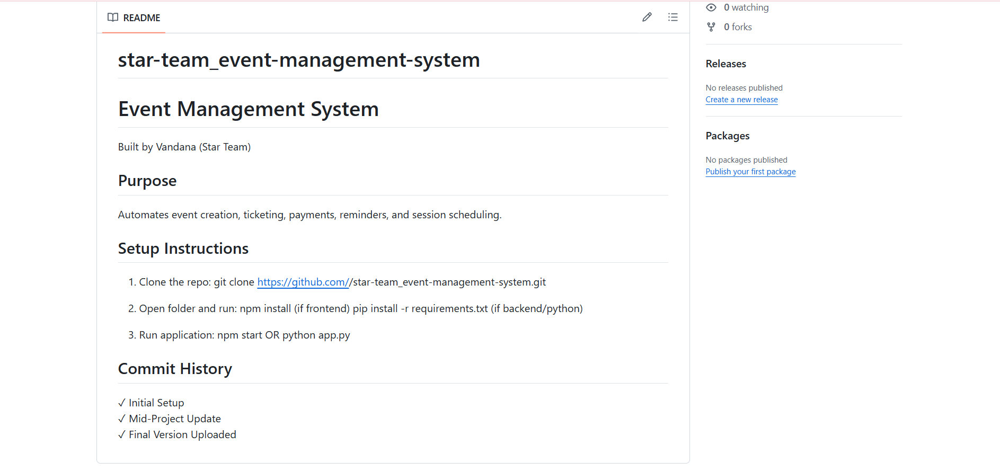 README
star-team_event-management-system
Event Management System
Built by Vandana (Star Team)
Purpose
Automates event creation, ticketing, payments, reminders, and session scheduling.
Setup Instructions
1. Clone the repo: git clone https://github.com//star-team_event-management-system.git
2. Open folder and run: npm install (if frontend) pip install -r requirements.txt (if backend/python)
3. Run application: npm start OR python app.py
Commit History
✓ Initial Setup
✓ Mid-Project Update
✓ Final Version Uploaded
0 watching
0 forks
Releases
No releases published
Create a new release
Packages
No packages published
Publish your first package